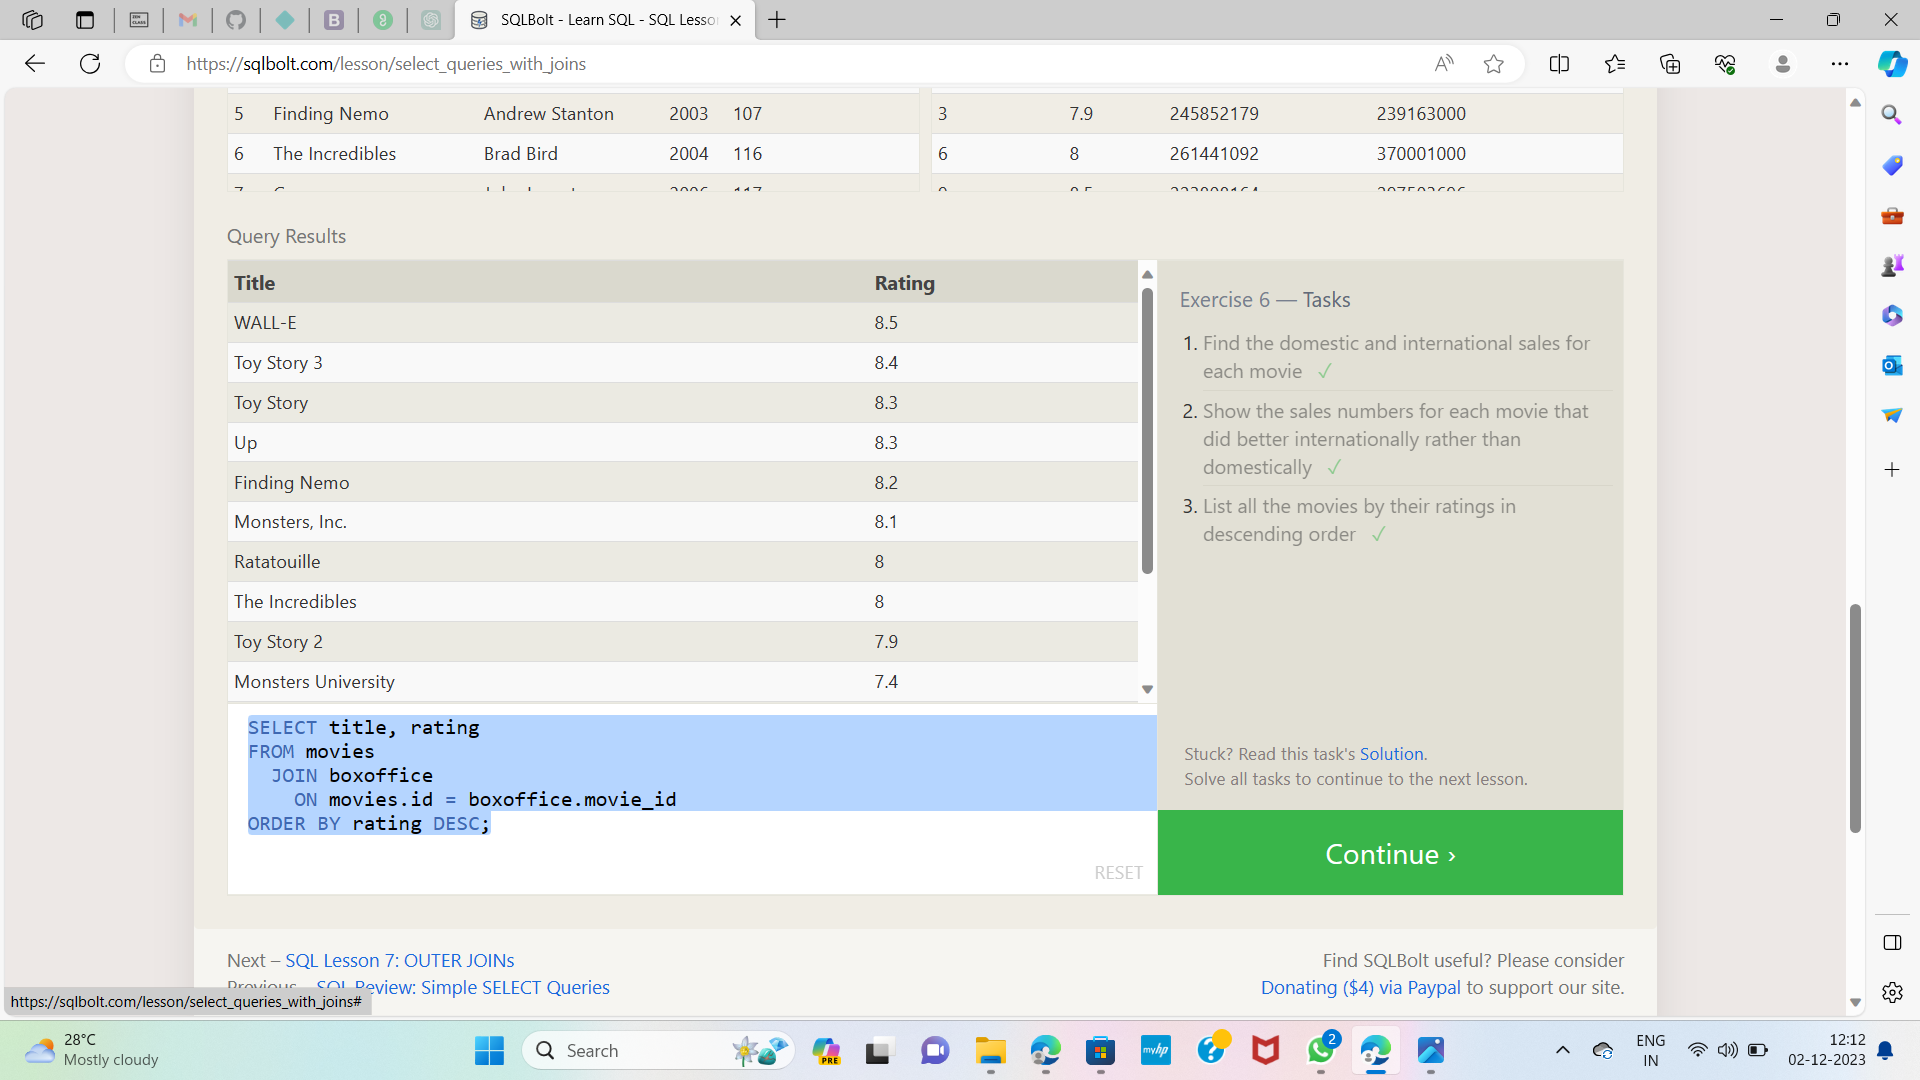 SQLBolt - Learn SQL - SQL Lesso
https://sqlbolt.com/lesson/select_queries_with_joins
5 Finding Nemo Andrew Stanton 2003 107 3 7.9 245852179 239163000
6 The Incredibles Brad Bird 2004 116 6 8 261441092 370001000
Query Results
Title Rating
WALL-E 8.5
Toy Story 3 8.4
Toy Story 8.3
Up 8.3
Finding Nemo 8.2
Monsters, Inc. 8.1
Ratatouille 8
The Incredibles 8
Toy Story 2 7.9
Monsters University 7.4
SELECT title, rating
FROM movies
JOIN boxoffice
ON movies.id = boxoffice.movie_id
ORDER BY rating DESC;
RESET
Exercise 6 — Tasks
1. Find the domestic and international sales for
each movie ✓
2. Show the sales numbers for each movie that
did better internationally rather than
domestically ✓
3. List all the movies by their ratings in
descending order ✓
Stuck? Read this task's Solution.
Solve all tasks to continue to the next lesson.
Continue ›
Next – SQL Lesson 7: OUTER JOINs
Previous – SQL Review: Simple SELECT Queries
Find SQLBolt useful? Please consider
Donating ($4) via Paypal to support our site.
https://sqlbolt.com/lesson/select_queries_with_joins#
28°C
Mostly cloudy
Search
PRE
myhp
2
ENG
IN
12:12
02-12-2023